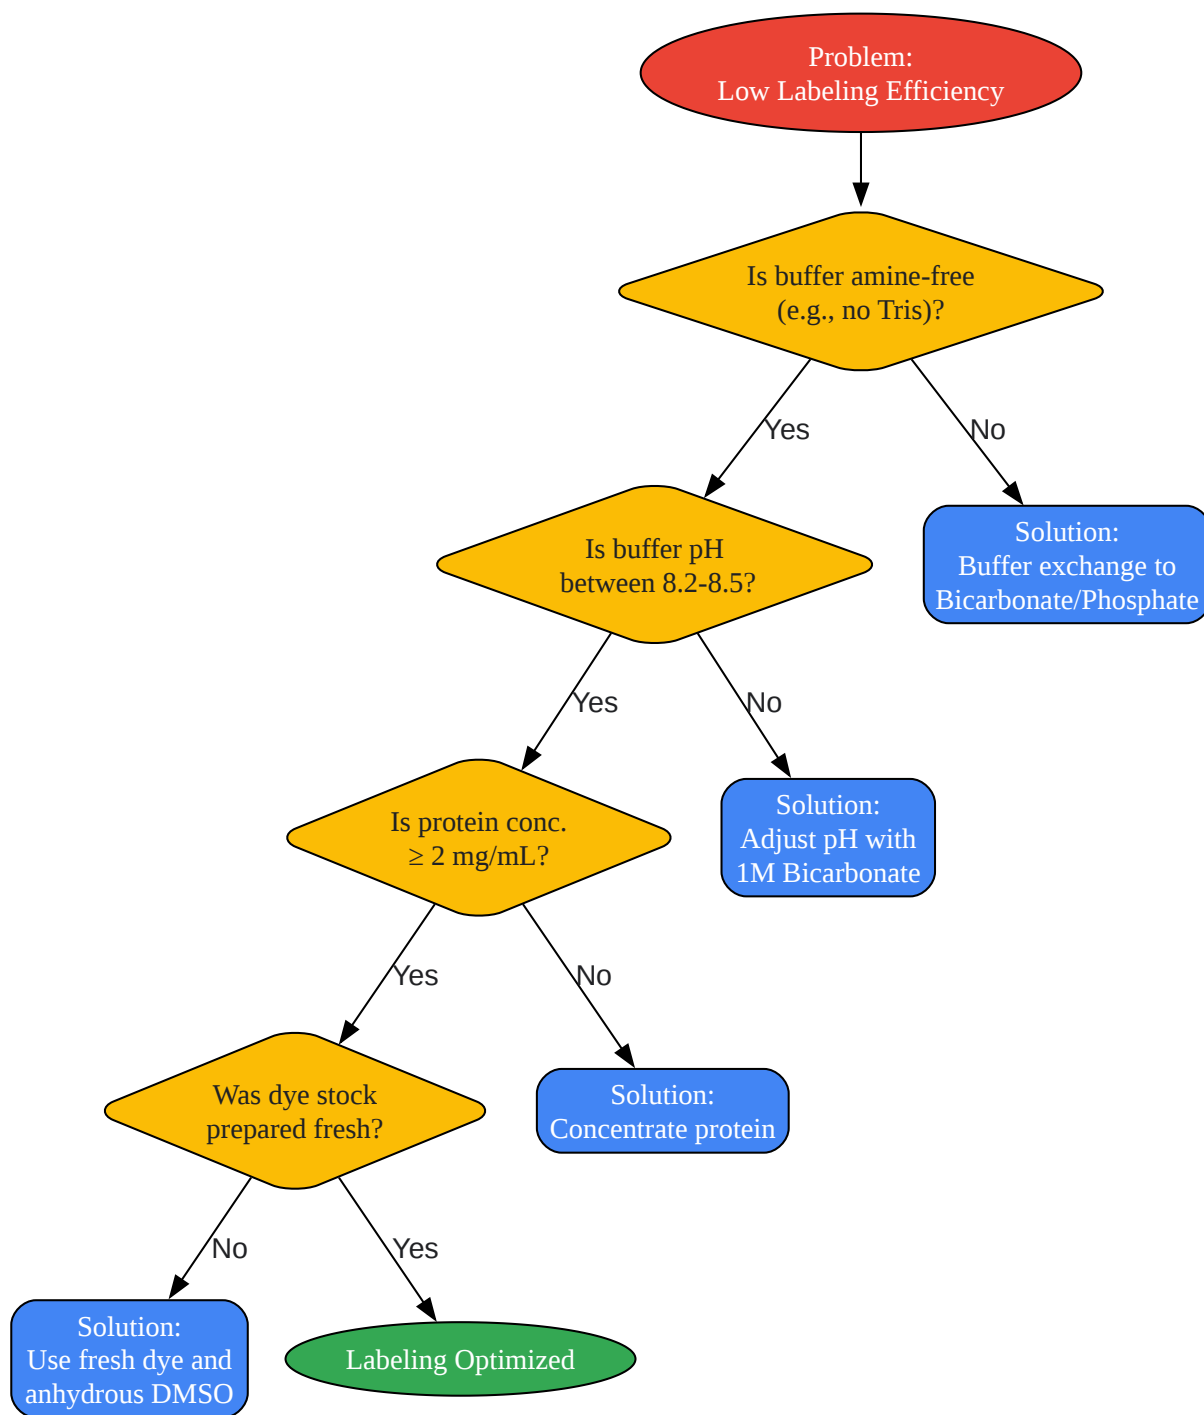 Problem:
Low Labeling Efficiency
Is buffer amine-free
(e.g., no Tris)?
Yes
No
Is buffer pH
between 8.2-8.5?
Solution:
Buffer exchange to
Bicarbonate/Phosphate
Yes
No
Is protein conc.
≥ 2 mg/mL?
Solution:
Adjust pH with
1M Bicarbonate
Yes
No
Was dye stock
prepared fresh?
Solution:
Concentrate protein
No
Yes
Solution:
Use fresh dye and
anhydrous DMSO
Labeling Optimized